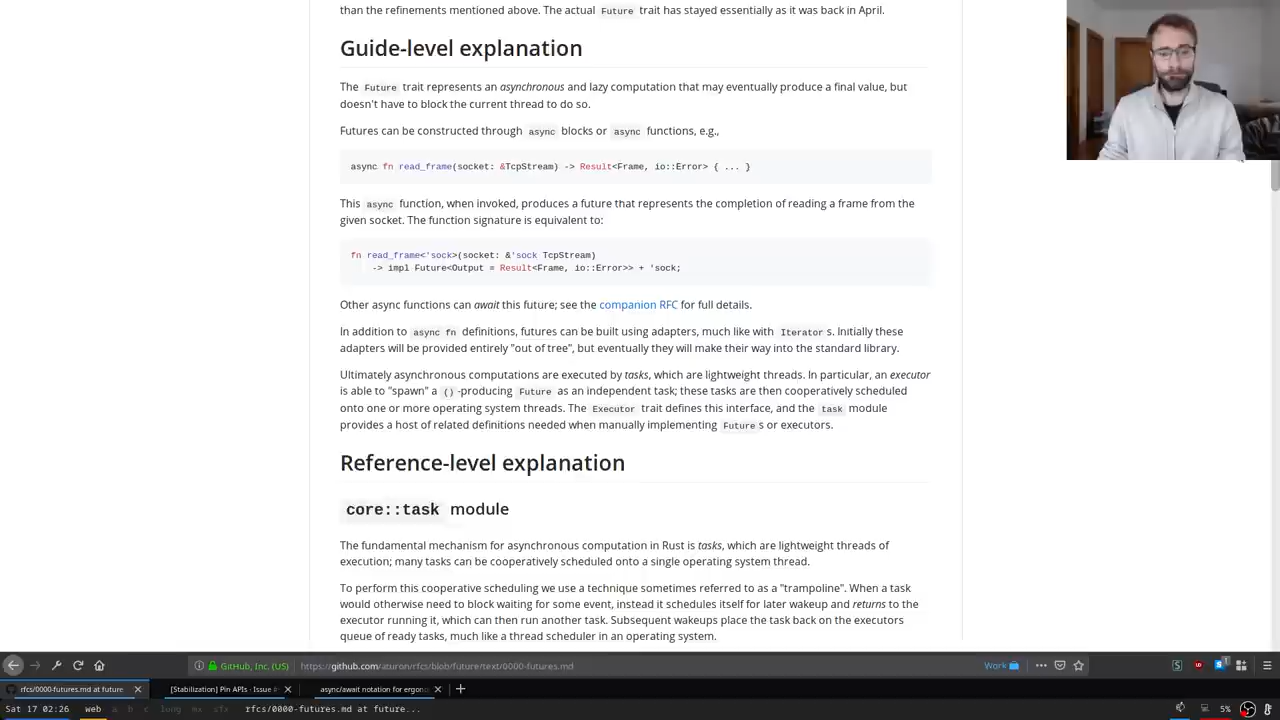 than the refinements mentioned above. The actual Future trait has stayed essentially as it was back in April.
Guide-level explanation
The Future trait represents an asynchronous and lazy computation that may eventually produce a final value, but
doesn't have to block the current thread to do so.
Futures can be constructed through async blocks or async functions, e.g.,
async fn read_frame(socket: &TcpStream) -> Result<Frame, io::Error> { ... }
This async function, when invoked, produces a future that represents the completion of reading a frame from the
given socket. The function signature is equivalent to:
fn read_frame<'sock>(socket: &'sock TcpStream)
-> impl Future<Output = Result<Frame, io::Error>> + 'sock;
Other async functions can await this future; see the companion RFC for full details.
In addition to async fn definitions, futures can be built using adapters, much like with Iterator s. Initially these
adapters will be provided entirely "out of tree", but eventually they will make their way into the standard library.
Ultimately asynchronous computations are executed by tasks, which are lightweight threads. In particular, an executor
is able to "spawn" a () -producing Future as an independent task; these tasks are then cooperatively scheduled
onto one or more operating system threads. The Executor trait defines this interface, and the task module
provides a host of related definitions needed when manually implementing Future s or executors.
Reference-level explanation
core::task module
The fundamental mechanism for asynchronous computation in Rust is tasks, which are lightweight threads of
execution; many tasks can be cooperatively scheduled onto a single operating system thread.
To perform this cooperative scheduling we use a technique sometimes referred to as a "trampoline". When a task
would otherwise need to block waiting for some event, instead it schedules itself for later wakeup and returns to the
executor running it, which can then run another task. Subsequent wakeups place the task back on the executors
queue of ready tasks, much like a thread scheduler in an operating system.
GitHub, Inc. (US) https://github.com/aturon/rfcs/blob/future/text/0000-futures.md Work
rfcs/0000-futures.md at future [Stabilization] Pin APIs · Issue # async/await notation for ergono
Sat 17 02:26 web a b c lung mx sfx rfcs/0000-futures.md at future... 5%